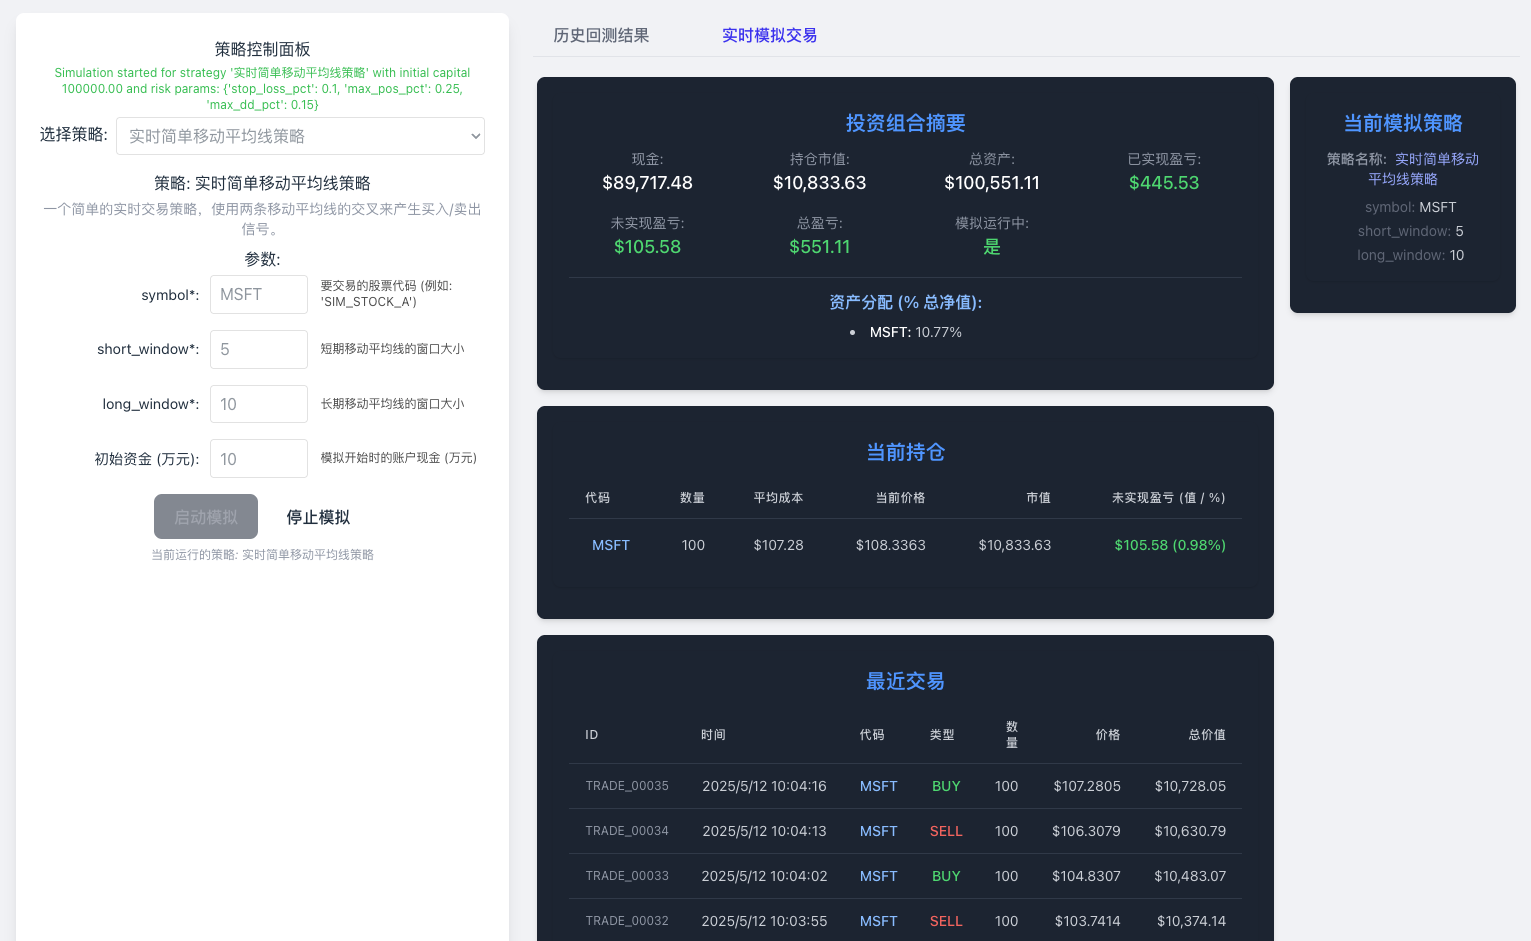 策略控制面板
Simulation started for strategy '实时简单移动平均线策略' with initial capital
100000.00 and risk params: {'stop_loss_pct': 0.1, 'max_pos_pct': 0.25,
'max_dd_pct': 0.15}
选择策略: 实时简单移动平均线策略
策略: 实时简单移动平均线策略
一个简单的实时交易策略，使用两条移动平均线的交叉来产生买入/卖出
信号。
参数:
symbol*: MSFT 要交易的股票代码 (例如:
'SIM_STOCK_A')
short_window*: 5 短期移动平均线的窗口大小
long_window*: 10 长期移动平均线的窗口大小
初始资金 (万元): 10 模拟开始时的账户现金 (万元)
启动模拟 停止模拟
当前运行的策略: 实时简单移动平均线策略
历史回测结果 实时模拟交易
投资组合摘要
现金: 持仓市值: 总资产: 已实现盈亏:
$89,717.48 $10,833.63 $100,551.11 $445.53
未实现盈亏: 总盈亏: 模拟运行中:
$105.58 $551.11 是
资产分配 (% 总净值):
• MSFT: 10.77%
当前持仓
代码 数量 平均成本 当前价格 市值 未实现盈亏 (值 / %)
MSFT 100 $107.28 $108.3363 $10,833.63 $105.58 (0.98%)
最近交易
ID 时间 代码 类型 数量 价格 总价值
TRADE_00035 2025/5/12 10:04:16 MSFT BUY 100 $107.2805 $10,728.05
TRADE_00034 2025/5/12 10:04:13 MSFT SELL 100 $106.3079 $10,630.79
TRADE_00033 2025/5/12 10:04:02 MSFT BUY 100 $104.8307 $10,483.07
TRADE_00032 2025/5/12 10:03:55 MSFT SELL 100 $103.7414 $10,374.14
当前模拟策略
策略名称: 实时简单移动
平均线策略
symbol: MSFT
short_window: 5
long_window: 10